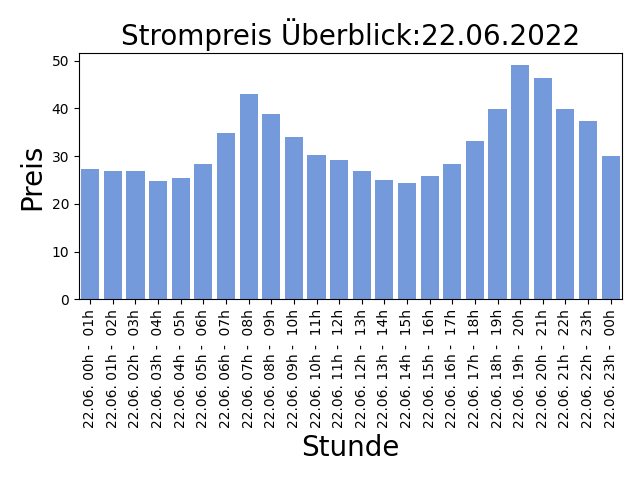 Strompreis Überblick:22.06.2022
Preis
50
40
30
20
10
0
22.06. 00h - 01h
22.06. 01h - 02h
22.06. 02h - 03h
22.06. 03h - 04h
22.06. 04h - 05h
22.06. 05h - 06h
22.06. 06h - 07h
22.06. 07h - 08h
22.06. 08h - 09h
22.06. 09h - 10h
22.06. 10h - 11h
22.06. 11h - 12h
22.06. 12h - 13h
22.06. 13h - 14h
22.06. 14h - 15h
22.06. 15h - 16h
22.06. 16h - 17h
22.06. 17h - 18h
22.06. 18h - 19h
22.06. 19h - 20h
22.06. 20h - 21h
22.06. 21h - 22h
22.06. 22h - 23h
22.06. 23h - 00h
Stunde